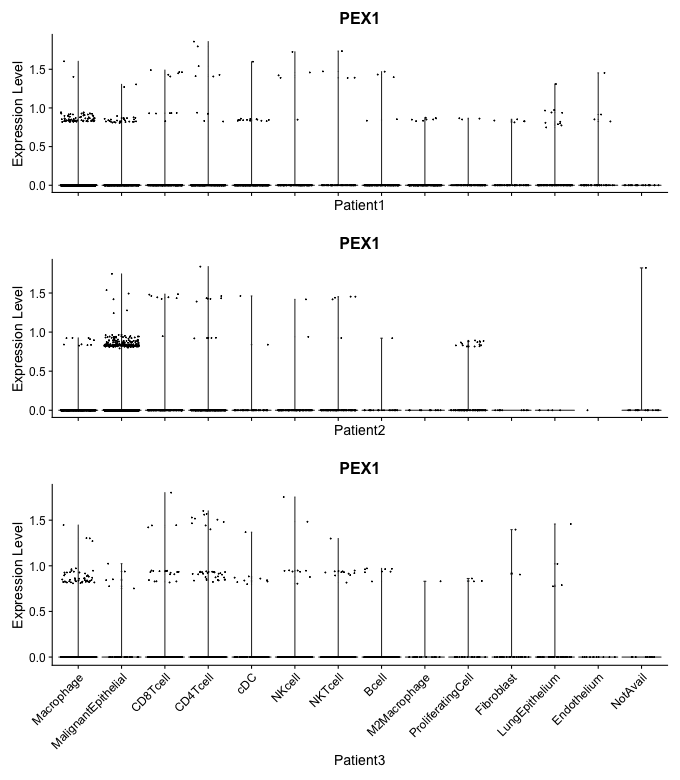 PEX1
Expression Level
1.5
1.0
0.5
0.0
Patient1
PEX1
Expression Level
1.5
1.0
0.5
0.0
Patient2
PEX1
Expression Level
1.5
1.0
0.5
0.0
Macrophage
MalignantEpithelial
CD8Tcell
CD4Tcell
cDC
NKcell
NKTcell
Bcell
M2Macrophage
ProliferatingCell
Fibroblast
LungEpithelium
Endothelium
NotAvail
Patient3